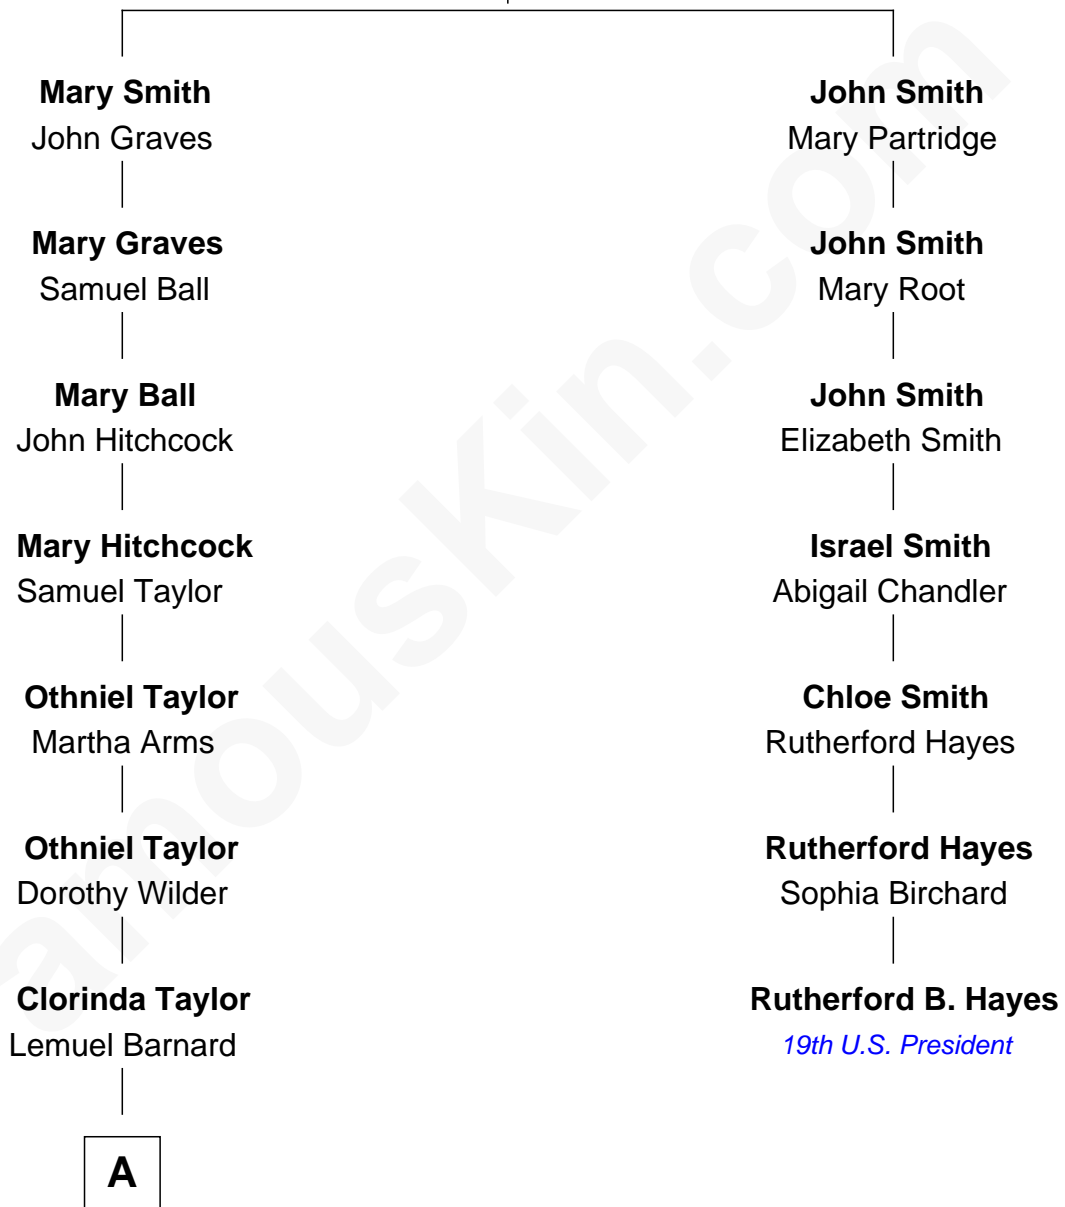 Mary Smith
John Graves
Mary Graves
Samuel Ball
Mary Ball
John Hitchcock
Mary Hitchcock
Samuel Taylor
Othniel Taylor
Martha Arms
Othniel Taylor
Dorothy Wilder
Clorinda Taylor
Lemuel Barnard
A
John Smith
Mary Partridge
John Smith
Mary Root
John Smith
Elizabeth Smith
Israel Smith
Abigail Chandler
Chloe Smith
Rutherford Hayes
Rutherford Hayes
Sophia Birchard
Rutherford B. Hayes
19th U.S. President
amousKin.com